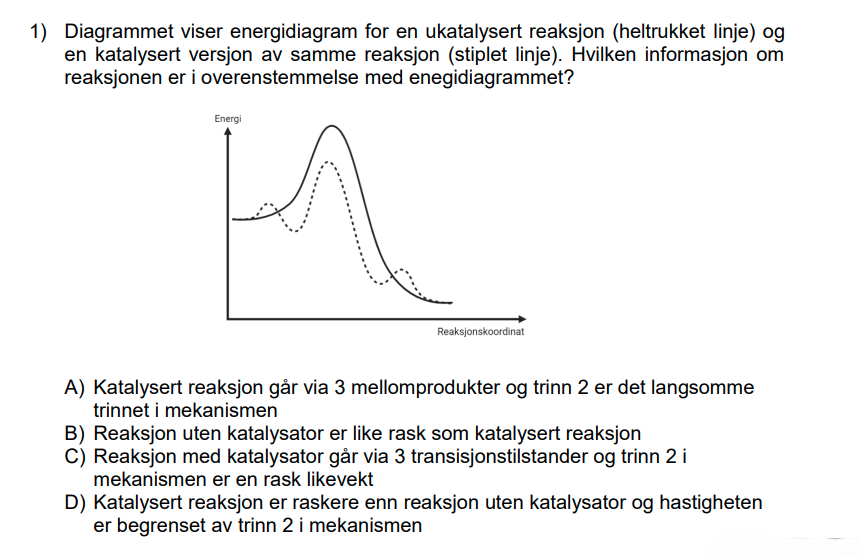 1) Diagrammet viser energidiagram for en ukatalysert reaksjon (heltrukket linje) og
en katalysert versjon av samme reaksjon (stiplet linje). Hvilken informasjon om
reaksjonen er i overenstemmelse med enegidiagrammet?
Energi
Reaksjonskoordinat
A) Katalysert reaksjon går via 3 mellomprodukter og trinn 2 er det langsomme
trinnet i mekanismen
B) Reaksjon uten katalysator er like rask som katalysert reaksjon
C) Reaksjon med katalysator går via 3 transisjonstilstander og trinn 2 i
mekanismen er en rask likevekt
D) Katalysert reaksjon er raskere enn reaksjon uten katalysator og hastigheten
er begrenset av trinn 2 i mekanismen